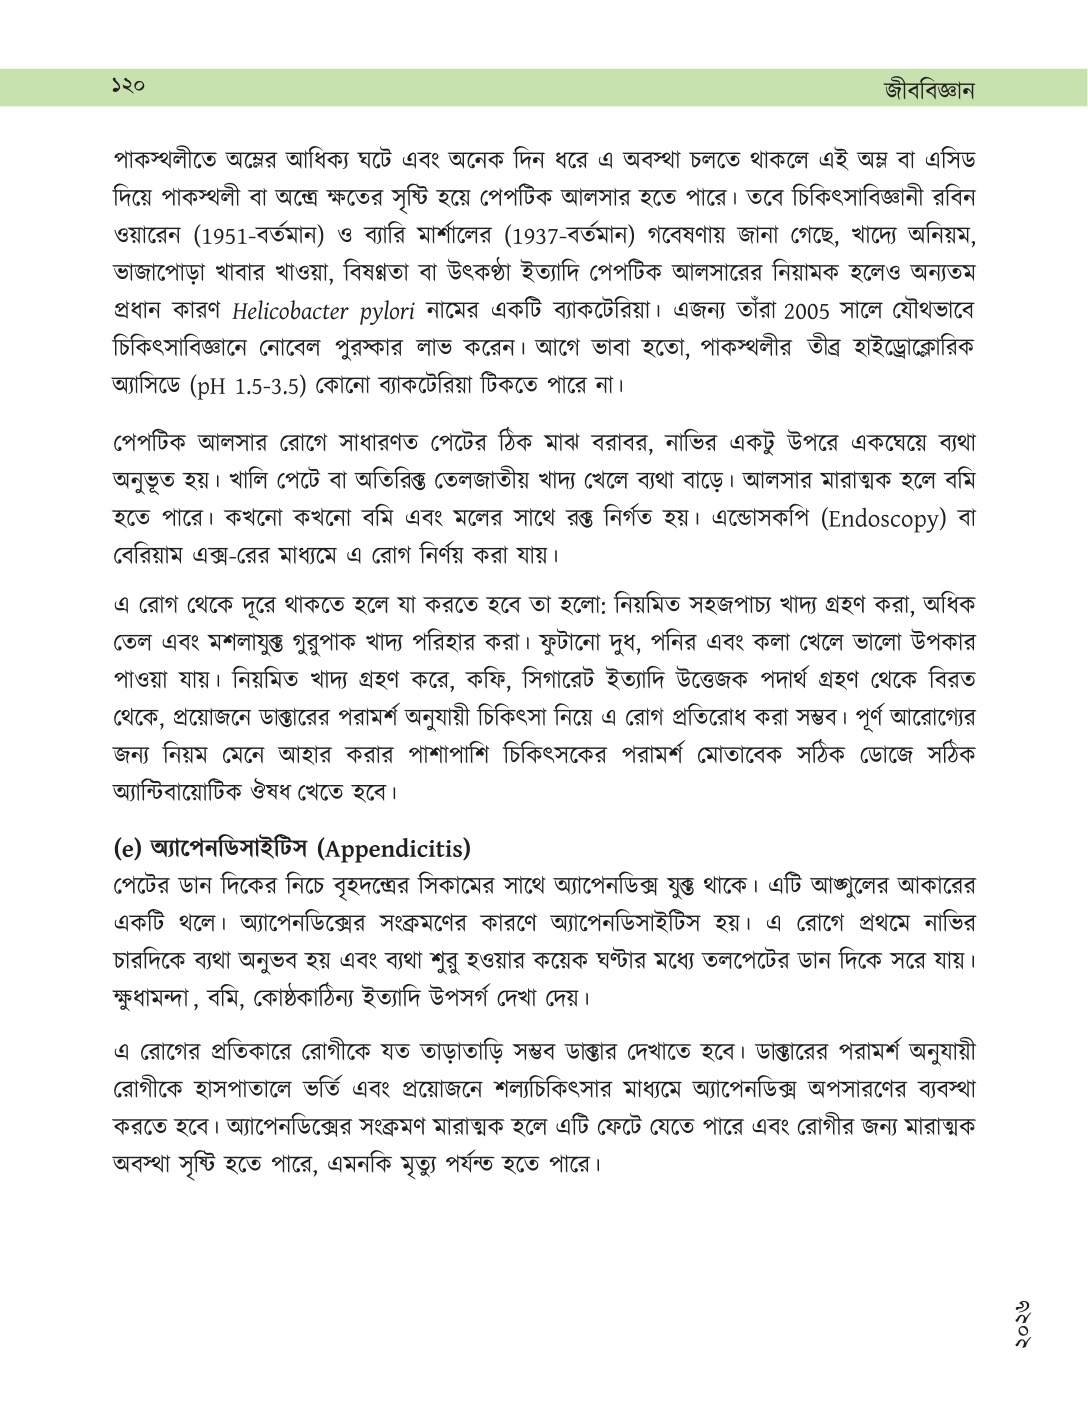 ১২০
জীববিজ্ঞান
পাকস্থলীতে অম্লের আধিক্য ঘটে এবং অনেক দিন ধরে এ অবস্থা চলতে থাকলে এই অম্ল বা এসিড
দিয়ে পাকস্থলী বা অন্ত্রে ক্ষতের সৃষ্টি হয়ে পেপটিক আলসার হতে পারে। তবে চিকিৎসাবিজ্ঞানী রবিন
ওয়ারেন (1951-বর্তমান) ও ব্যারি মার্শালের (1937-বর্তমান) গবেষণায় জানা গেছে, খাদ্যে অনিয়ম,
ভাজাপোড়া খাবার খাওয়া, বিষণ্নতা বা উৎকণ্ঠা ইত্যাদি পেপটিক আলসারের নিয়ামক হলেও অন্যতম
প্রধান কারণ Helicobacter pylori নামের একটি ব্যাকটেরিয়া। এজন্য তাঁরা 2005 সালে যৌথভাবে
চিকিৎসাবিজ্ঞানে নোবেল পুরস্কার লাভ করেন। আগে ভাবা হতো, পাকস্থলীর তীব্র হাইড্রোক্লোরিক
অ্যাসিডে (pH 1.5-3.5) কোনো ব্যাকটেরিয়া টিকতে পারে না।
পেপটিক আলসার রোগে সাধারণত পেটের ঠিক মাঝ বরাবর, নাভির একটু উপরে একঘেয়ে ব্যথা
অনুভূত হয়। খালি পেটে বা অতিরিক্ত তেলজাতীয় খাদ্য খেলে ব্যথা বাড়ে। আলসার মারাত্মক হলে বমি
হতে পারে। কখনো কখনো বমি এবং মলের সাথে রক্ত নির্গত হয়। এন্ডোসকপি (Endoscopy) বা
বেরিয়াম এক্স-রের মাধ্যমে এ রোগ নির্ণয় করা যায়।
এ রোগ থেকে দূরে থাকতে হলে যা করতে হবে তা হলো: নিয়মিত সহজপাচ্য খাদ্য গ্রহণ করা, অধিক
তেল এবং মশলাযুক্ত গুরুপাক খাদ্য পরিহার করা। ফুটানো দুধ, পনির এবং কলা খেলে ভালো উপকার
পাওয়া যায়। নিয়মিত খাদ্য গ্রহণ করে, কফি, সিগারেট ইত্যাদি উত্তেজক পদার্থ গ্রহণ থেকে বিরত
থেকে, প্রয়োজনে ডাক্তারের পরামর্শ অনুযায়ী চিকিৎসা নিয়ে এ রোগ প্রতিরোধ করা সম্ভব। পূর্ণ আরোগ্যের
জন্য নিয়ম মেনে আহার করার পাশাপাশি চিকিৎসকের পরামর্শ মোতাবেক সঠিক ডোজে সঠিক
অ্যান্টিবায়োটিক ঔষধ খেতে হবে।
(e) অ্যাপেনডিসাইটিস (Appendicitis)
পেটের ডান দিকের নিচে বৃহদন্ত্রের সিকামের সাথে অ্যাপেনডিক্স যুক্ত থাকে। এটি আঙ্গুলের আকারের
একটি থলে। অ্যাপেনডিক্সের সংক্রমণের কারণে অ্যাপেনডিসাইটিস হয়। এ রোগে প্রথমে নাভির
চারদিকে ব্যথা অনুভব হয় এবং ব্যথা শুরু হওয়ার কয়েক ঘণ্টার মধ্যে তলপেটের ডান দিকে সরে যায়।
ক্ষুধামন্দা, বমি, কোষ্ঠকাঠিন্য ইত্যাদি উপসর্গ দেখা দেয়।
এ রোগের প্রতিকারে রোগীকে যত তাড়াতাড়ি সম্ভব ডাক্তার দেখাতে হবে। ডাক্তারের পরামর্শ অনুযায়ী
রোগীকে হাসপাতালে ভর্তি এবং প্রয়োজনে শল্যচিকিৎসার মাধ্যমে অ্যাপেনডিক্স অপসারণের ব্যবস্থা
করতে হবে। অ্যাপেনডিক্সের সংক্রমণ মারাত্মক হলে এটি ফেটে যেতে পারে এবং রোগীর জন্য মারাত্মক
অবস্থা সৃষ্টি হতে পারে, এমনকি মৃত্যু পর্যন্ত হতে পারে।
২০২৬